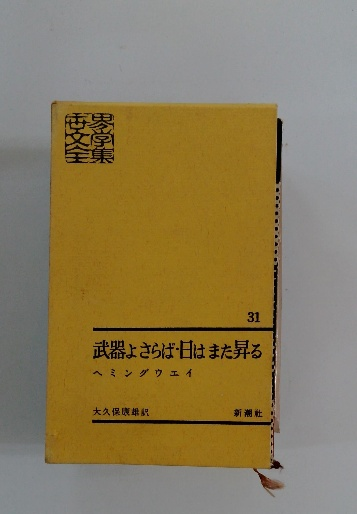 世界
文学
全集
31
武器よさらば・日はまた昇る
ヘミングウエイ
大久保康雄訳
新潮社